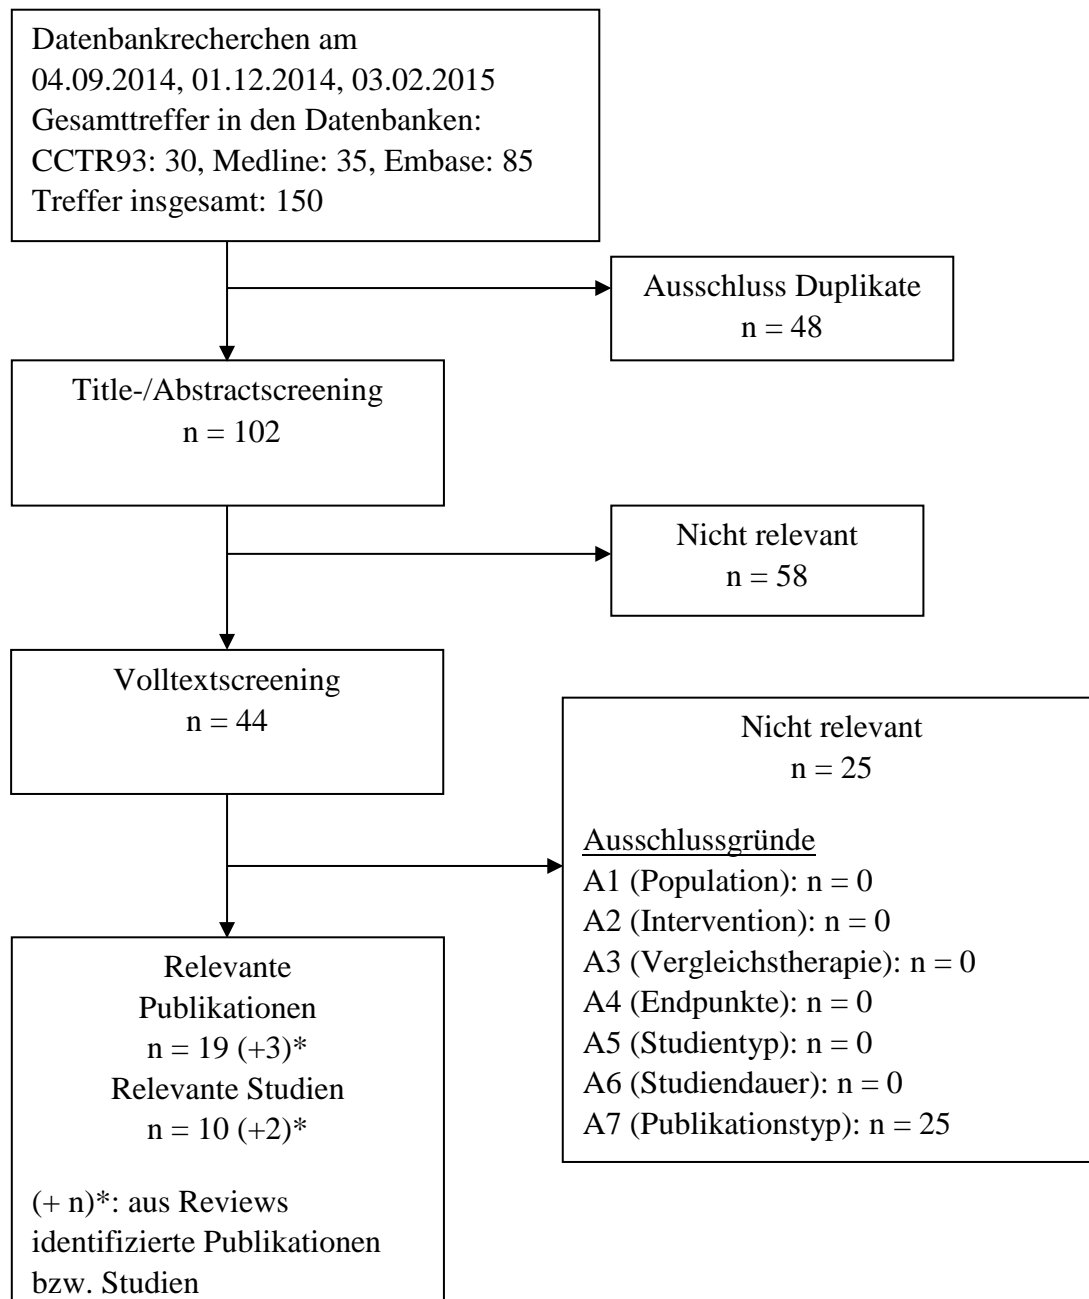 Datenbankrecherchen am
04.09.2014, 01.12.2014, 03.02.2015
Gesamttreffer in den Datenbanken:
CCTR93: 30, Medline: 35, Embase: 85
Treffer insgesamt: 150
Ausschluss Duplikate
n = 48
Title-/Abstractscreening
n = 102
Nicht relevant
n = 58
Volltextscreening
n = 44
Nicht relevant
n = 25
Ausschlussgründe
A1 (Population): n = 0
A2 (Intervention): n = 0
A3 (Vergleichstherapie): n = 0
A4 (Endpunkte): n = 0
A5 (Studientyp): n = 0
A6 (Studiendauer): n = 0
A7 (Publikationstyp): n = 25
Relevante
Publikationen
n = 19 (+3)*
Relevante Studien
n = 10 (+2)*
(+ n)*: aus Reviews
identifizierte Publikationen
bzw. Studien